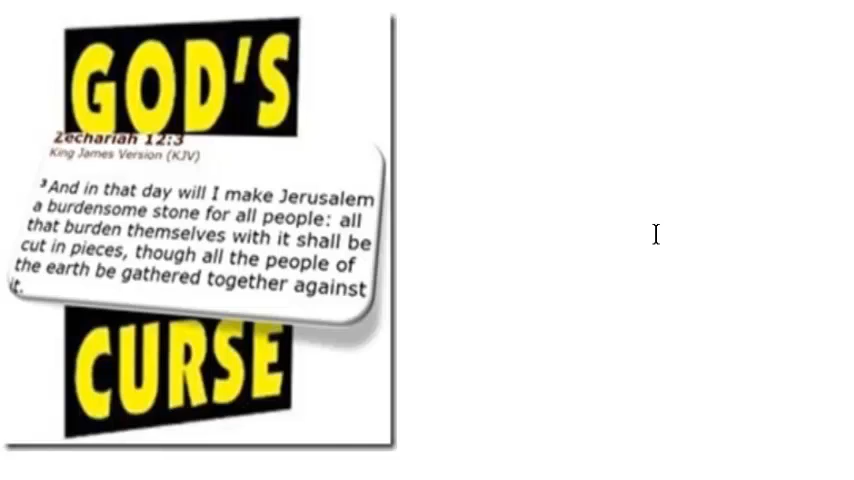 GOD'S
Zechariah 12:3
King James Version (KJV)
³And in that day will I make Jerusalem
a burdensome stone for all people: all
that burden themselves with it shall be
cut in pieces, though all the people of
the earth be gathered together against
it.
CURSE